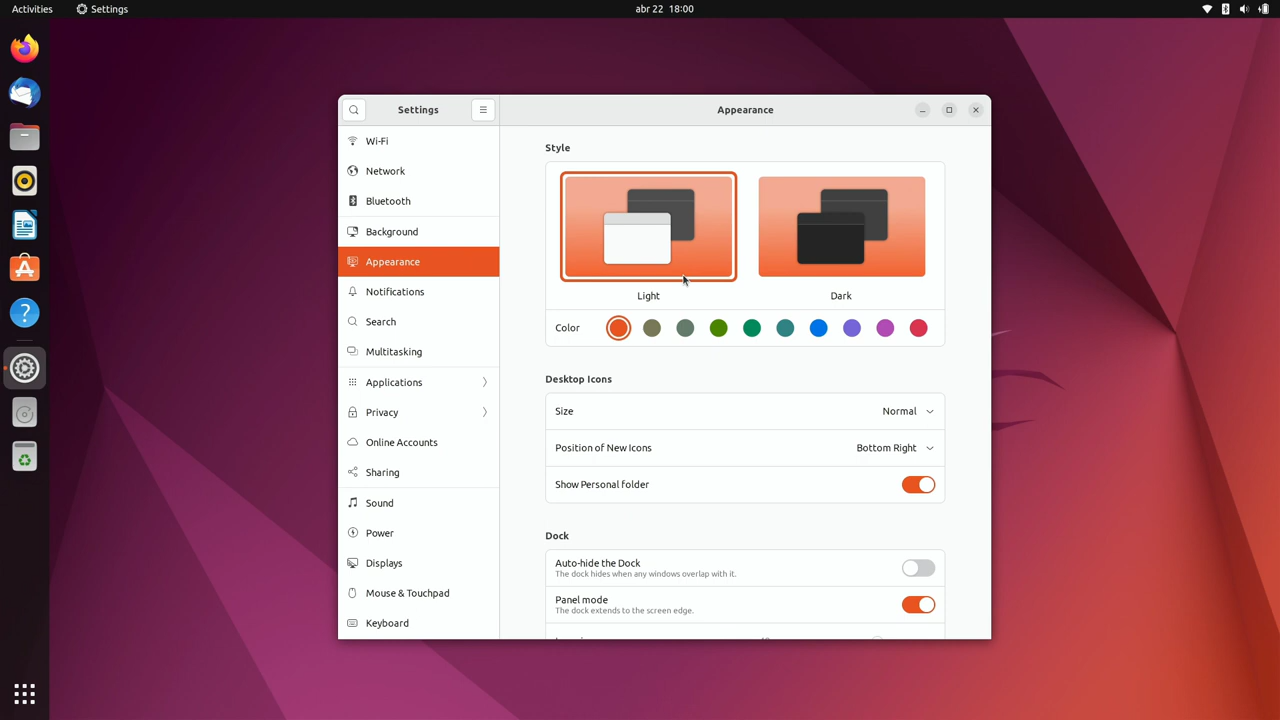 Activities
Settings
abr 22 18:00
Settings
Appearance
Wi-Fi
Network
Bluetooth
Background
Appearance
Notifications
Search
Multitasking
Applications
Privacy
Online Accounts
Sharing
Sound
Power
Displays
Mouse & Touchpad
Keyboard
Style
Light
Dark
Color
Desktop Icons
Size
Normal
Position of New Icons
Bottom Right
Show Personal folder
Dock
Auto-hide the Dock
The dock hides when any windows overlap with it.
Panel mode
The dock extends to the screen edge.